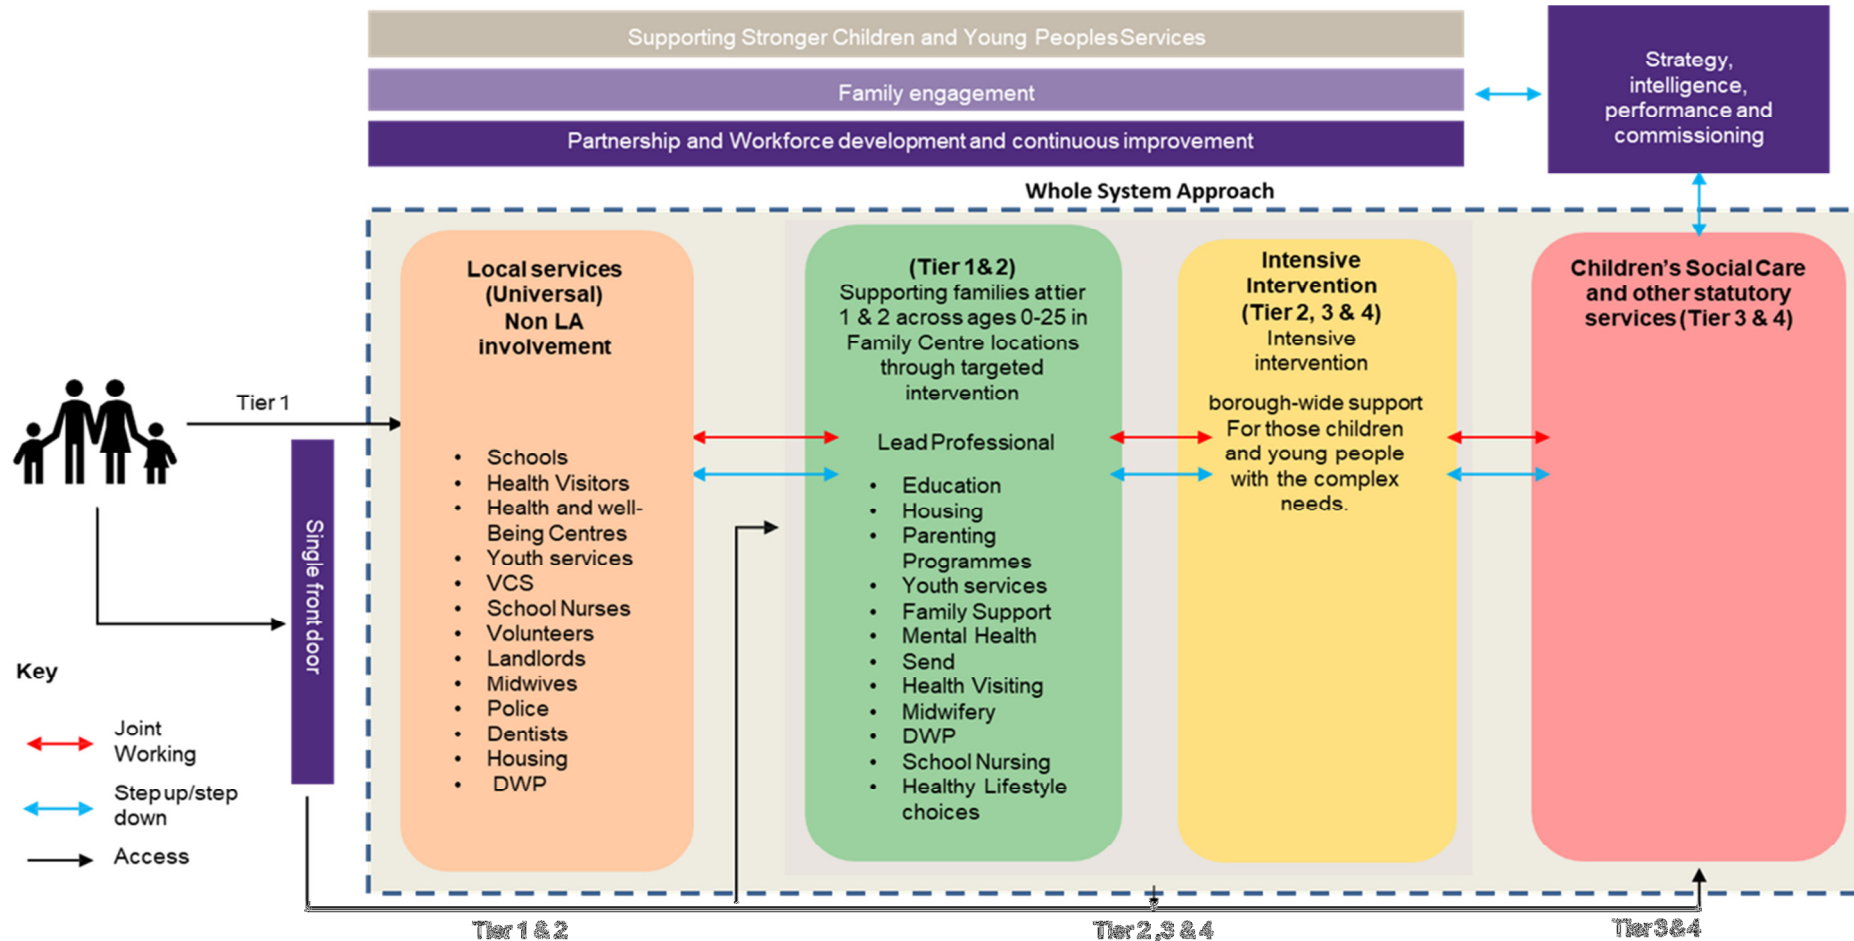 Supporting Stronger Children and Young Peoples Services
Family engagement
Partnership and Workforce development and continuous improvement
Strategy,
intelligence,
performance and
commissioning
Whole System Approach
Tier 1
Single front door
Local services
(Universal)
Non LA
involvement
• Schools
• Health Visitors
• Health and well-
Being Centres
• Youth services
• VCS
• School Nurses
• Volunteers
• Landlords
• Midwives
• Police
• Dentists
• Housing
• DWP
(Tier 1 & 2)
Supporting families at tier
1 & 2 across ages 0-25 in
Family Centre locations
through targeted
intervention
Lead Professional
• Education
• Housing
• Parenting
Programmes
• Youth services
• Family Support
• Mental Health
• Send
• Health Visiting
• Midwifery
• DWP
• School Nursing
• Healthy Lifestyle
choices
Intensive
Intervention
(Tier 2, 3 & 4)
Intensive
intervention
borough-wide support
For those children
and young people
with the complex
needs.
Children’s Social Care
and other statutory
services (Tier 3 & 4)
Key
Joint
Working
Step up/step
down
Access
Tier 1 & 2
Tier 2 ,3 & 4
Tier 3 & 4